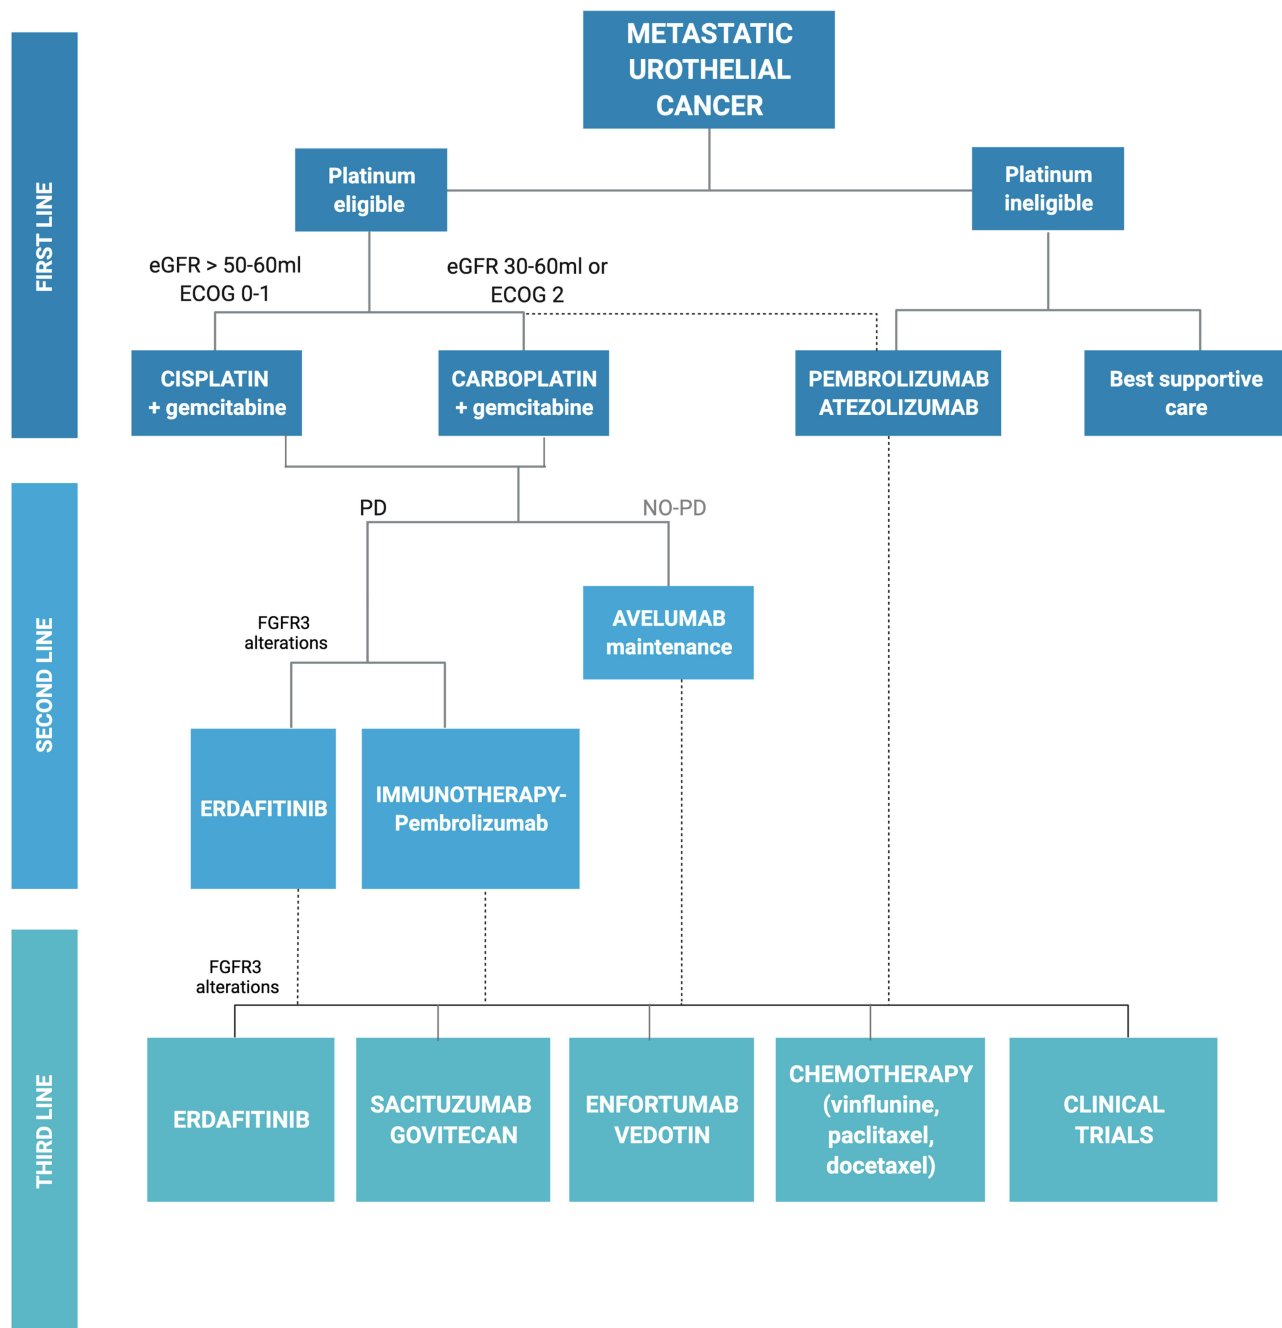 METASTATIC
UROTHELIAL
CANCER
FIRST LINE
Platinum
eligible
Platinum
ineligible
eGFR > 50-60ml
ECOG 0-1
eGFR 30-60ml or
ECOG 2
CISPLATIN
+ gemcitabine
CARBOPLATIN
+ gemcitabine
PEMBROLIZUMAB
ATEZOLIZUMAB
Best supportive
care
SECOND LINE
PD
NO-PD
AVELUMAB
maintenance
FGFR3
alterations
ERDAFITINIB
IMMUNOTHERAPY-
Pembrolizumab
THIRD LINE
FGFR3
alterations
ERDAFITINIB
SACITUZUMAB
GOVITECAN
ENFORTUMAB
VEDOTIN
CHEMOTHERAPY
(vinflunine,
paclitaxel,
docetaxel)
CLINICAL
TRIALS